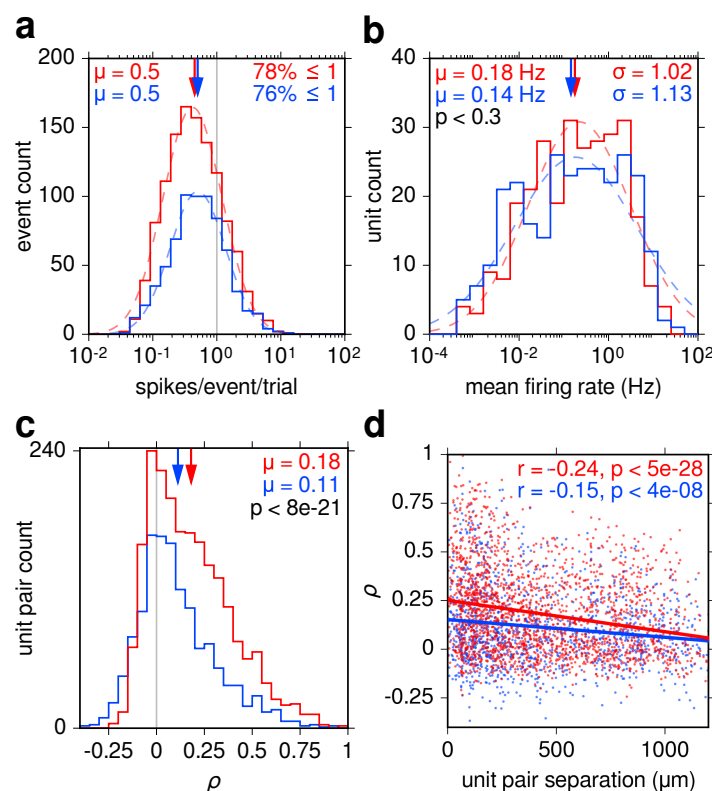 a
200
150
100
50
0
event count
μ = 0.5 78% ≤ 1
μ = 0.5 76% ≤ 1
10⁻² 10⁻¹ 10⁰ 10¹ 10²
spikes/event/trial
b
40
30
20
10
0
unit count
μ = 0.18 Hz σ = 1.02
μ = 0.14 Hz σ = 1.13
p < 0.3
10⁻⁴ 10⁻² 10⁰ 10²
mean firing rate (Hz)
c
240
0
unit pair count
μ = 0.18
μ = 0.11
p < 8e-21
-0.25 0 0.25 0.5 0.75 1
ρ
d
1
0.75
0.5
0.25
0
-0.25
ρ
r = -0.24, p < 5e-28
r = -0.15, p < 4e-08
0 500 1000
unit pair separation (μm)